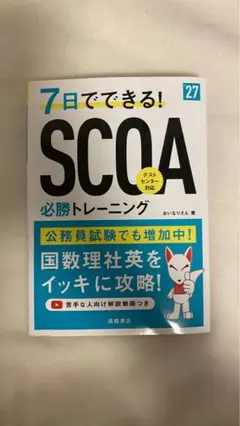 '27
7日でできる!
SCOA
テスト
センター
対応
必勝トレーニング
おいなりさん 著
公務員試験でも増加中!
国数理社英を
イッキに攻略!
苦手な人向け解説動画つき
高橋書店